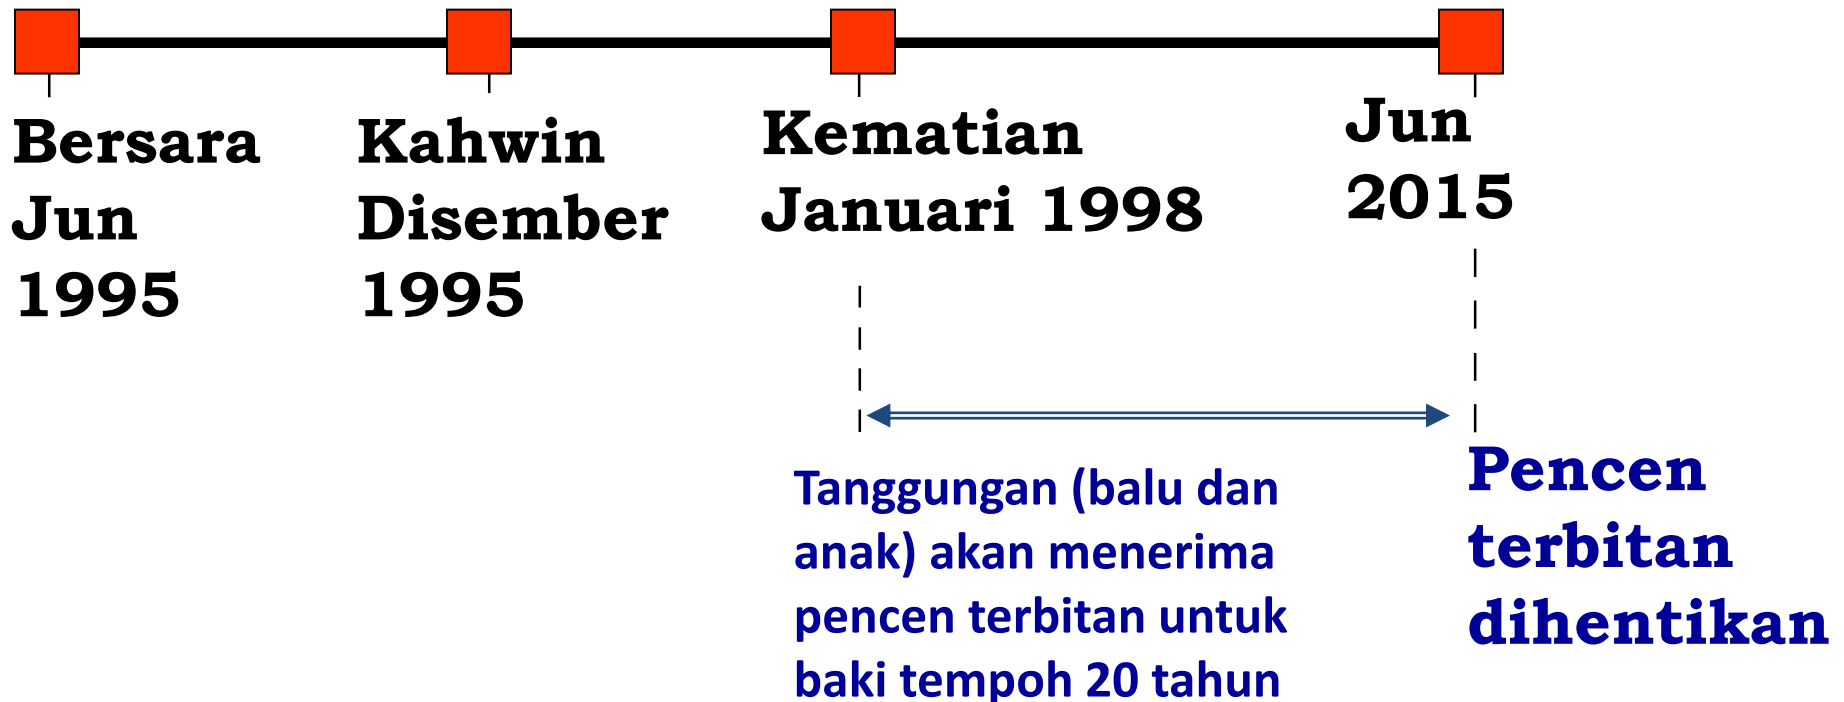 Bersara
Jun
1995
Kahwin
Disember
1995
Kematian
Januari 1998
Jun
2015
Tanggungan (balu dan
anak) akan menerima
pencen terbitan untuk
baki tempoh 20 tahun
Pencen
terbitan
dihentikan